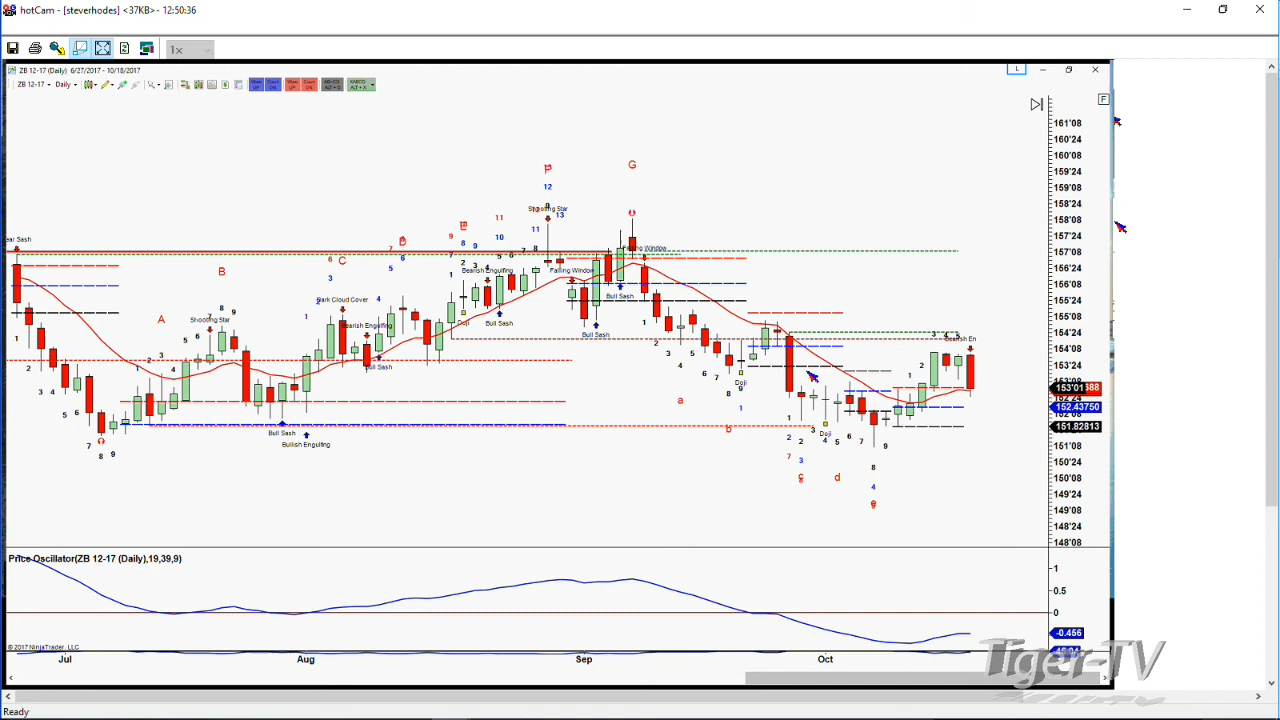 hotCam - [steverhodes] <37KB> - 12:50:36
1x
ZB 12-17 (Daily) 6/27/2017 - 10/18/2017
L
ZB 12-17 Daily
F
161'08
160'24
160'08
159'24
159'08
158'24
158'08
157'24
157'08
156'24
156'08
155'24
155'08
154'24
154'08
153'24
153'01
152.43750
151.82813
151'08
150'24
150'08
149'24
149'08
148'24
148'08
A
B
C
D
E
G
ear Sash
Shooting Star
Dark Cloud Cover
Bearish Engulfing
Bull Sash
Bull Sash
Bullish Engulfing
Bearish Engulfing
Doji
Bull Sash
Shooting Star
Falling Window
Bull Sash
Bull Sash
Falling Window
Doji
Doji
Bearish En
a
b
c
d
e
Price Oscillator(ZB 12-17 (Daily),19,39,9)
1
0.5
0
-0.456
© 2017 NinjaTrader, LLC
Jul Aug Sep Oct
Tiger-TV
Ready